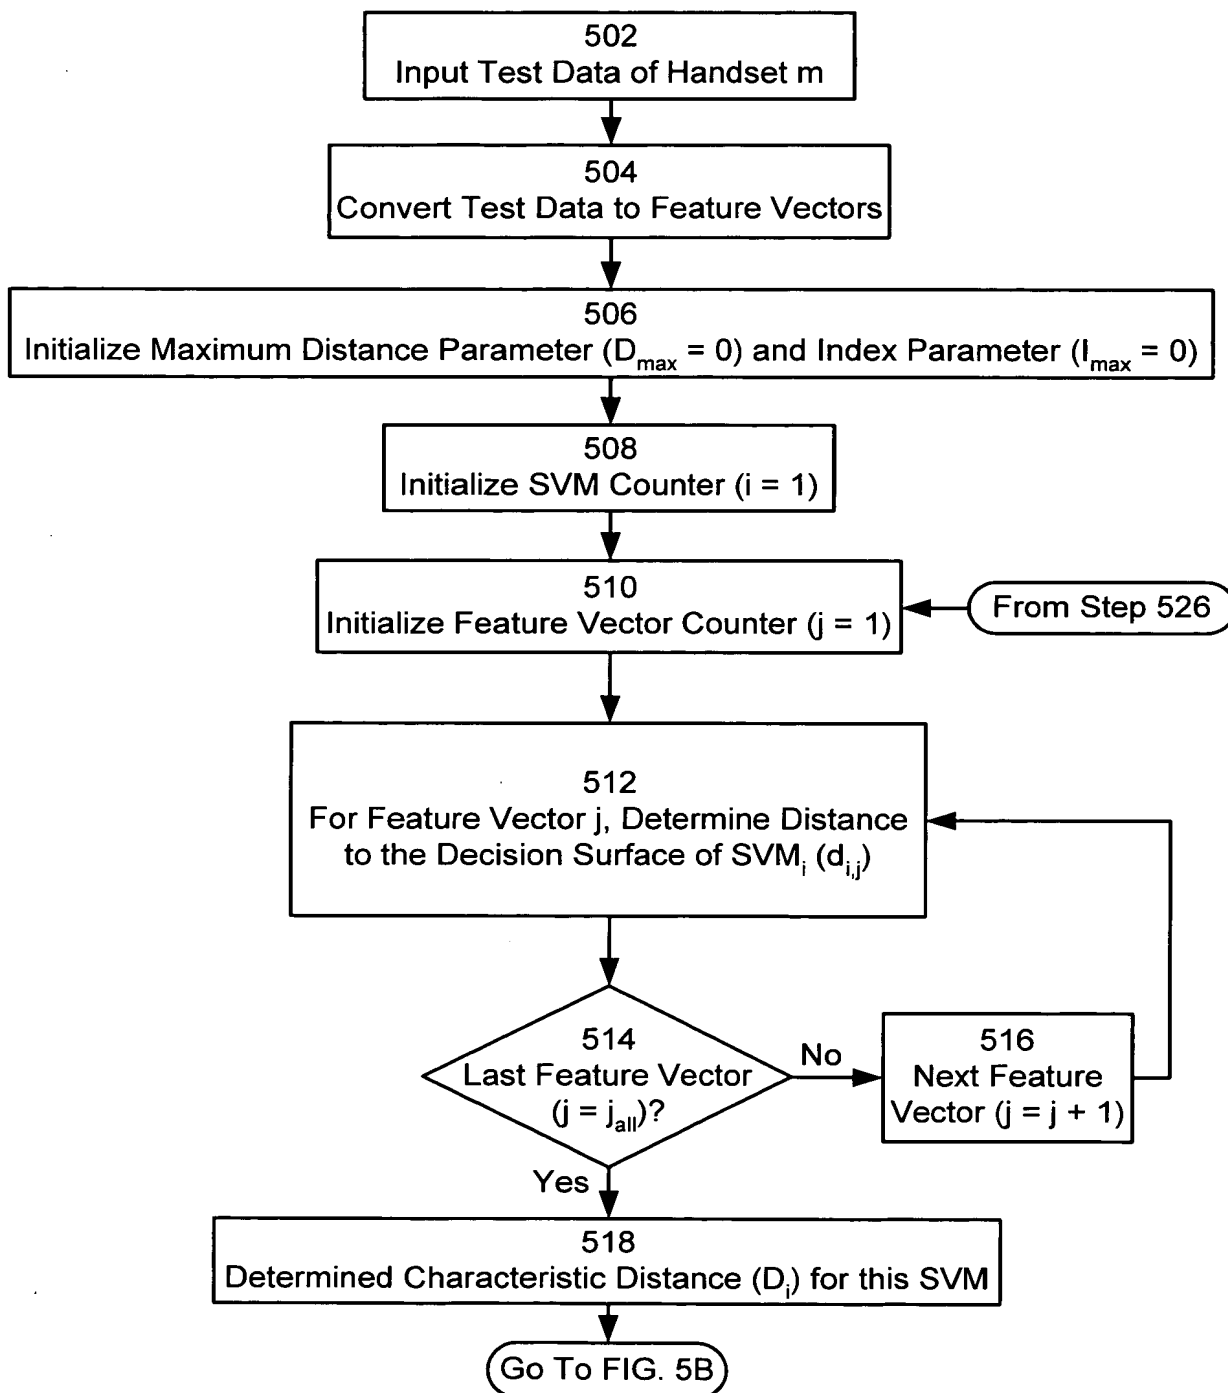 502
Input Test Data of Handset m
504
Convert Test Data to Feature Vectors
506
Initialize Maximum Distance Parameter (Dmax = 0) and Index Parameter (Imax = 0)
508
Initialize SVM Counter (i = 1)
510
Initialize Feature Vector Counter (j = 1)
From Step 526
512
For Feature Vector j, Determine Distance
to the Decision Surface of SVMi (di,j)
514
Last Feature Vector
(j = jall)?
No
516
Next Feature
Vector (j = j + 1)
Yes
518
Determined Characteristic Distance (Di) for this SVM
Go To FIG. 5B